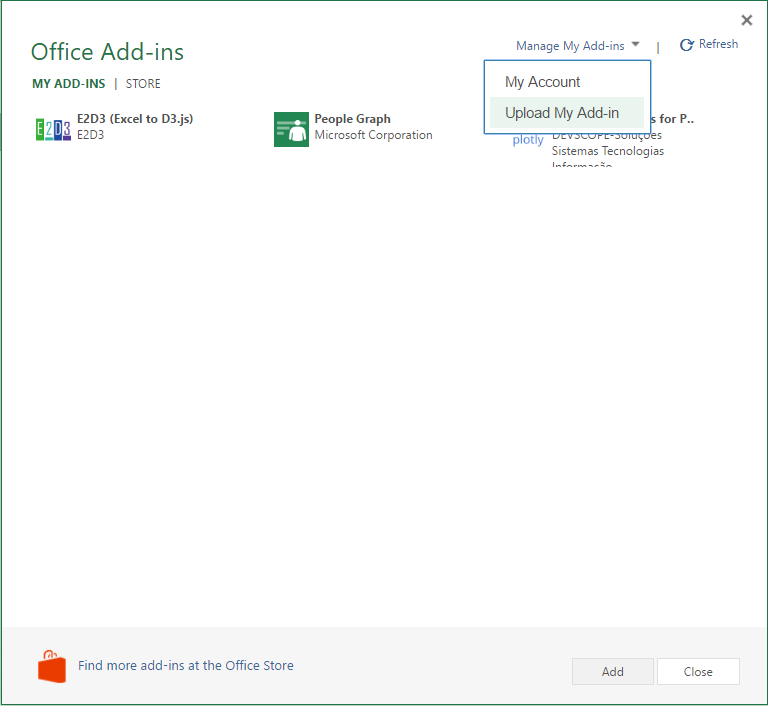 Office Add-ins
Manage My Add-ins
|
Refresh
MY ADD-INS | STORE
My Account
Upload My Add-in
E2D3
E2D3 (Excel to D3.js)
E2D3
People Graph
Microsoft Corporation
plotly
s for P..
DEVSCOPE-Soluções
Sistemas Tecnologias
Informação
Find more add-ins at the Office Store
Add
Close